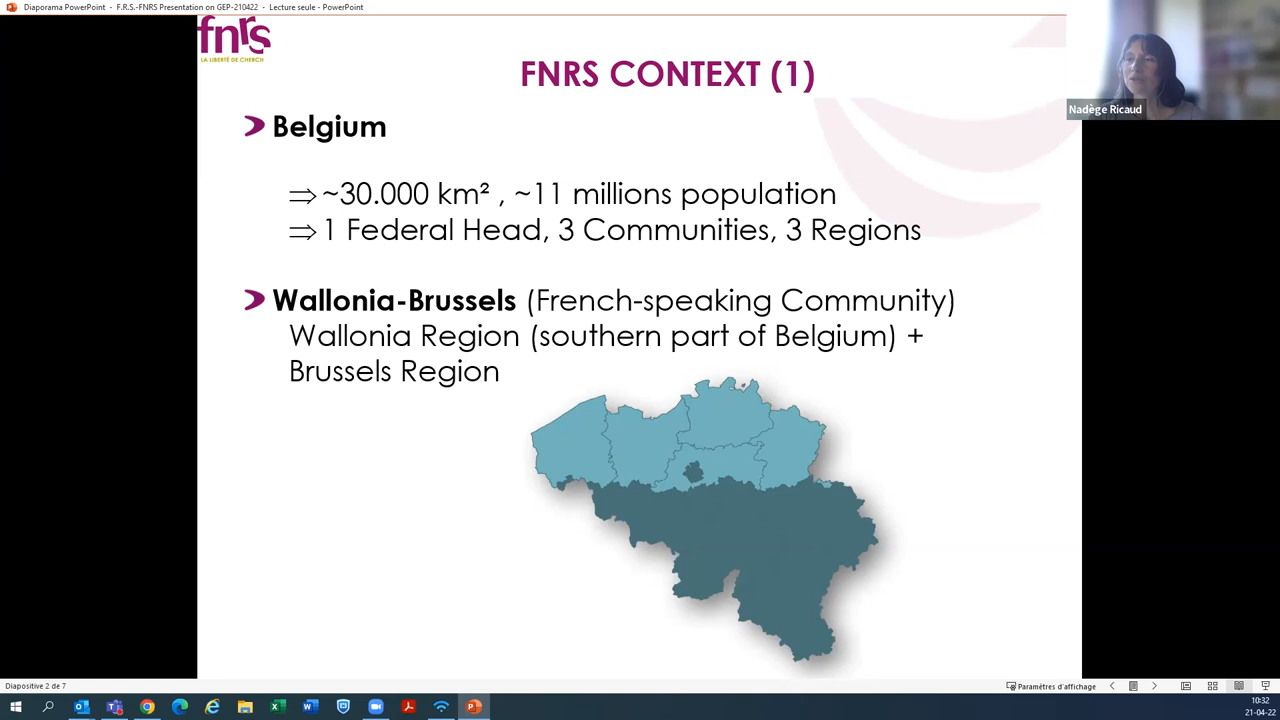 Diaporama PowerPoint - F.R.S.-FNRS Presentation on GEP-210422 - Lecture seule - PowerPoint
fnrs
LA LIBERTÉ DE CHERCH
FNRS CONTEXT (1)
Nadège Ricaud
Belgium
⇒ ~30.000 km² , ~11 millions population
⇒ 1 Federal Head, 3 Communities, 3 Regions
Wallonia-Brussels (French-speaking Community)
Wallonia Region (southern part of Belgium) +
Brussels Region
Diapositive 2 de 7
Paramètres d'affichage
10:32
21-04-22